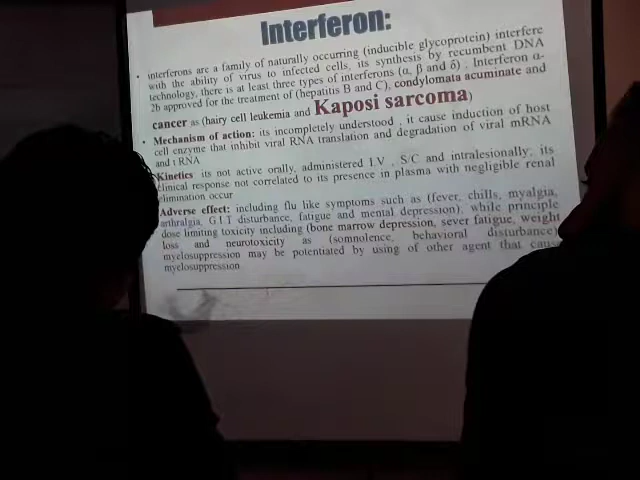 Interferon:
• interferons are a family of naturally occurring (inducible glycoprotein) interfere
with the ability of virus to infected cells, its synthesis by recumbent DNA
technology, there is at least three types of interferons (α, β and δ) . Interferon α-
2b approved for the treatment of (hepatitis B and C), condylomata acuminate and
cancer as (hairy cell leukemia and Kaposi sarcoma)
• Mechanism of action: its incompletely understood , it cause induction of host
cell enzyme that inhibit viral RNA translation and degradation of viral mRNA
and t RNA
Kinetics its not active orally, administered I.V , S/C and intralesionally; its
clinical response not correlated to its presence in plasma with negligible renal
elimination occur
Adverse effect: including flu like symptoms such as (fever, chills, myalgia,
arthralgia, G.I.T disturbance, fatigue and mental depression); while principle
dose limiting toxicity including (bone marrow depression, sever fatigue, weight
loss and neurotoxicity as (somnolence, behavioral disturbance)
myelosuppression may be potentiated by using of other agent that cause
myelosuppression